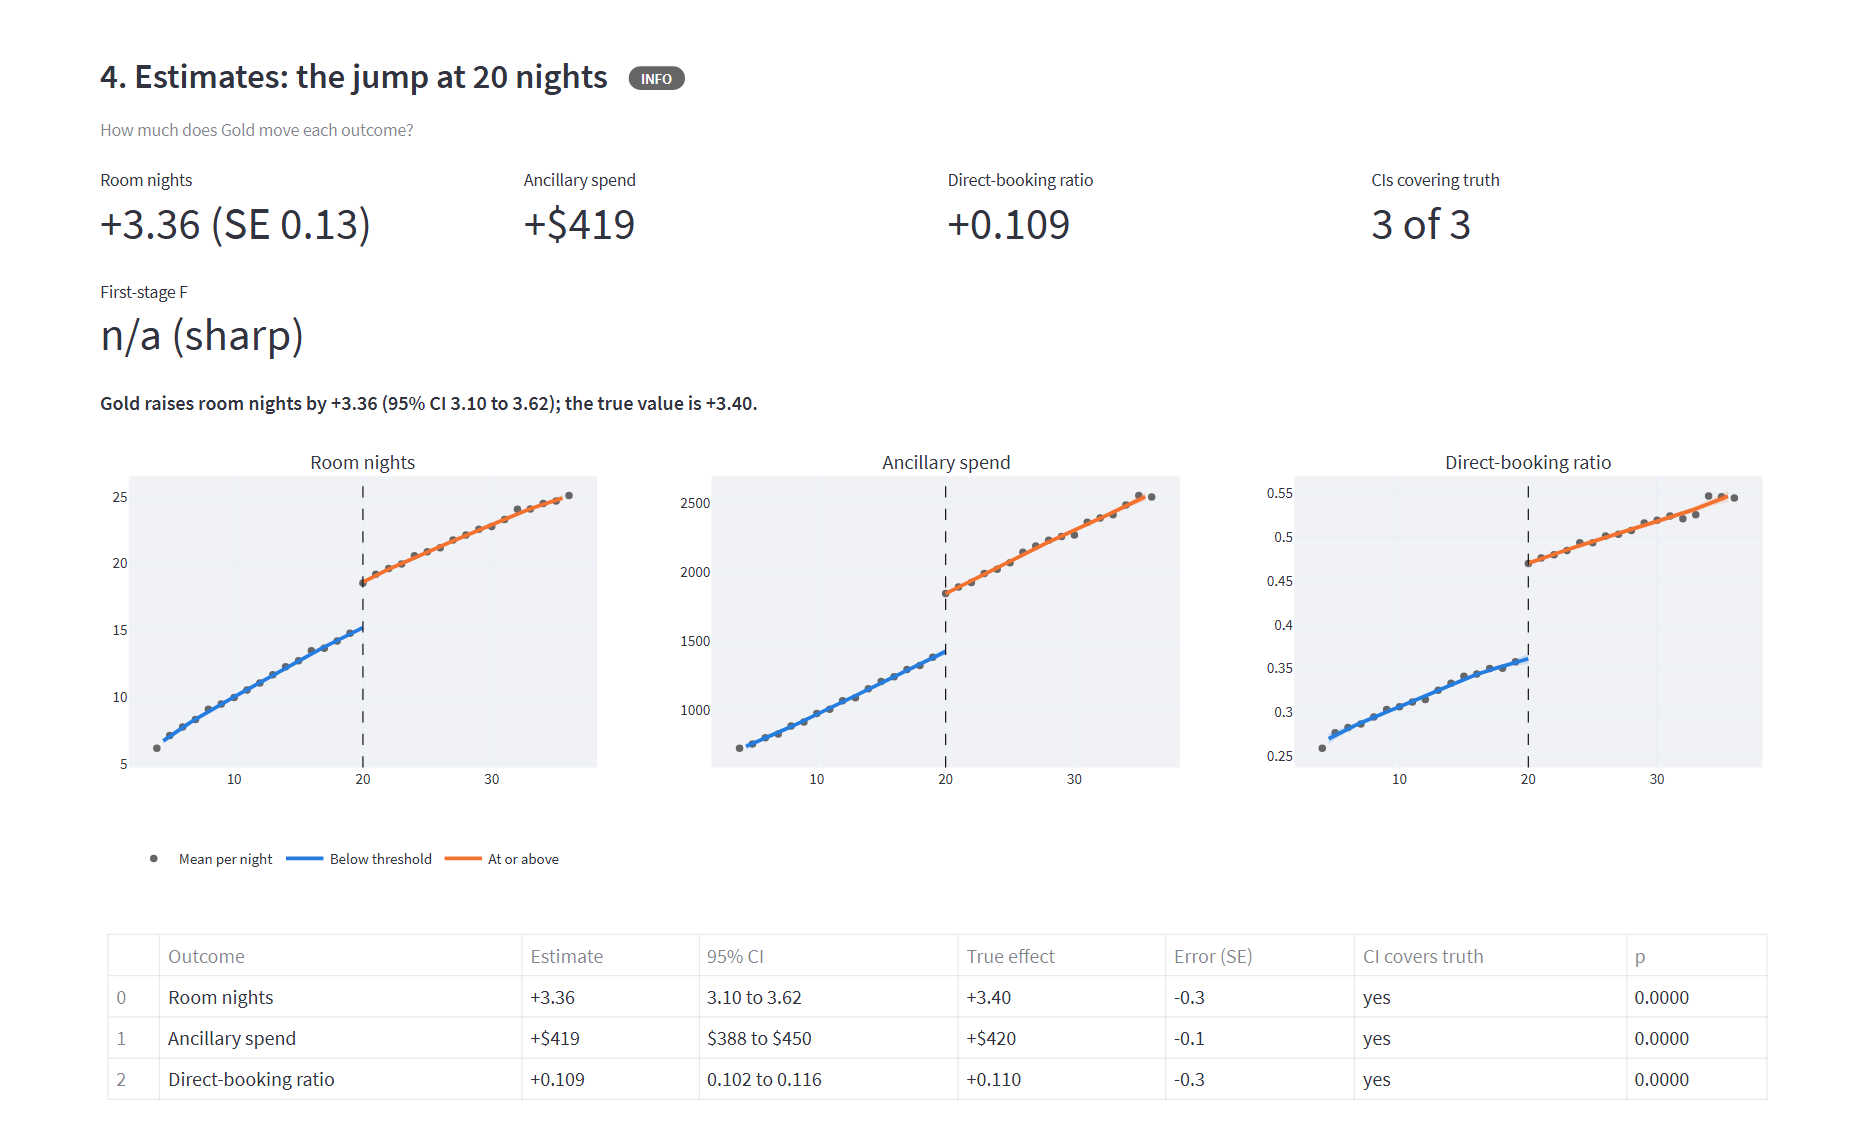 4. Estimates: the jump at 20 nights INFO
How much does Gold move each outcome?
Room nights Ancillary spend Direct-booking ratio CIs covering truth
+3.36 (SE 0.13) +$419 +0.109 3 of 3
First-stage F
n/a (sharp)
Gold raises room nights by +3.36 (95% CI 3.10 to 3.62); the true value is +3.40.
Room nights
25
20
15
10
5
10 20 30
Ancillary spend
2500
2000
1500
1000
10 20 30
Direct-booking ratio
0.55
0.5
0.45
0.4
0.35
0.3
0.25
10 20 30
Mean per night Below threshold At or above
Outcome Estimate 95% CI True effect Error (SE) CI covers truth p
0 Room nights +3.36 3.10 to 3.62 +3.40 -0.3 yes 0.0000
1 Ancillary spend +$419 $388 to $450 +$420 -0.1 yes 0.0000
2 Direct-booking ratio +0.109 0.102 to 0.116 +0.110 -0.3 yes 0.0000